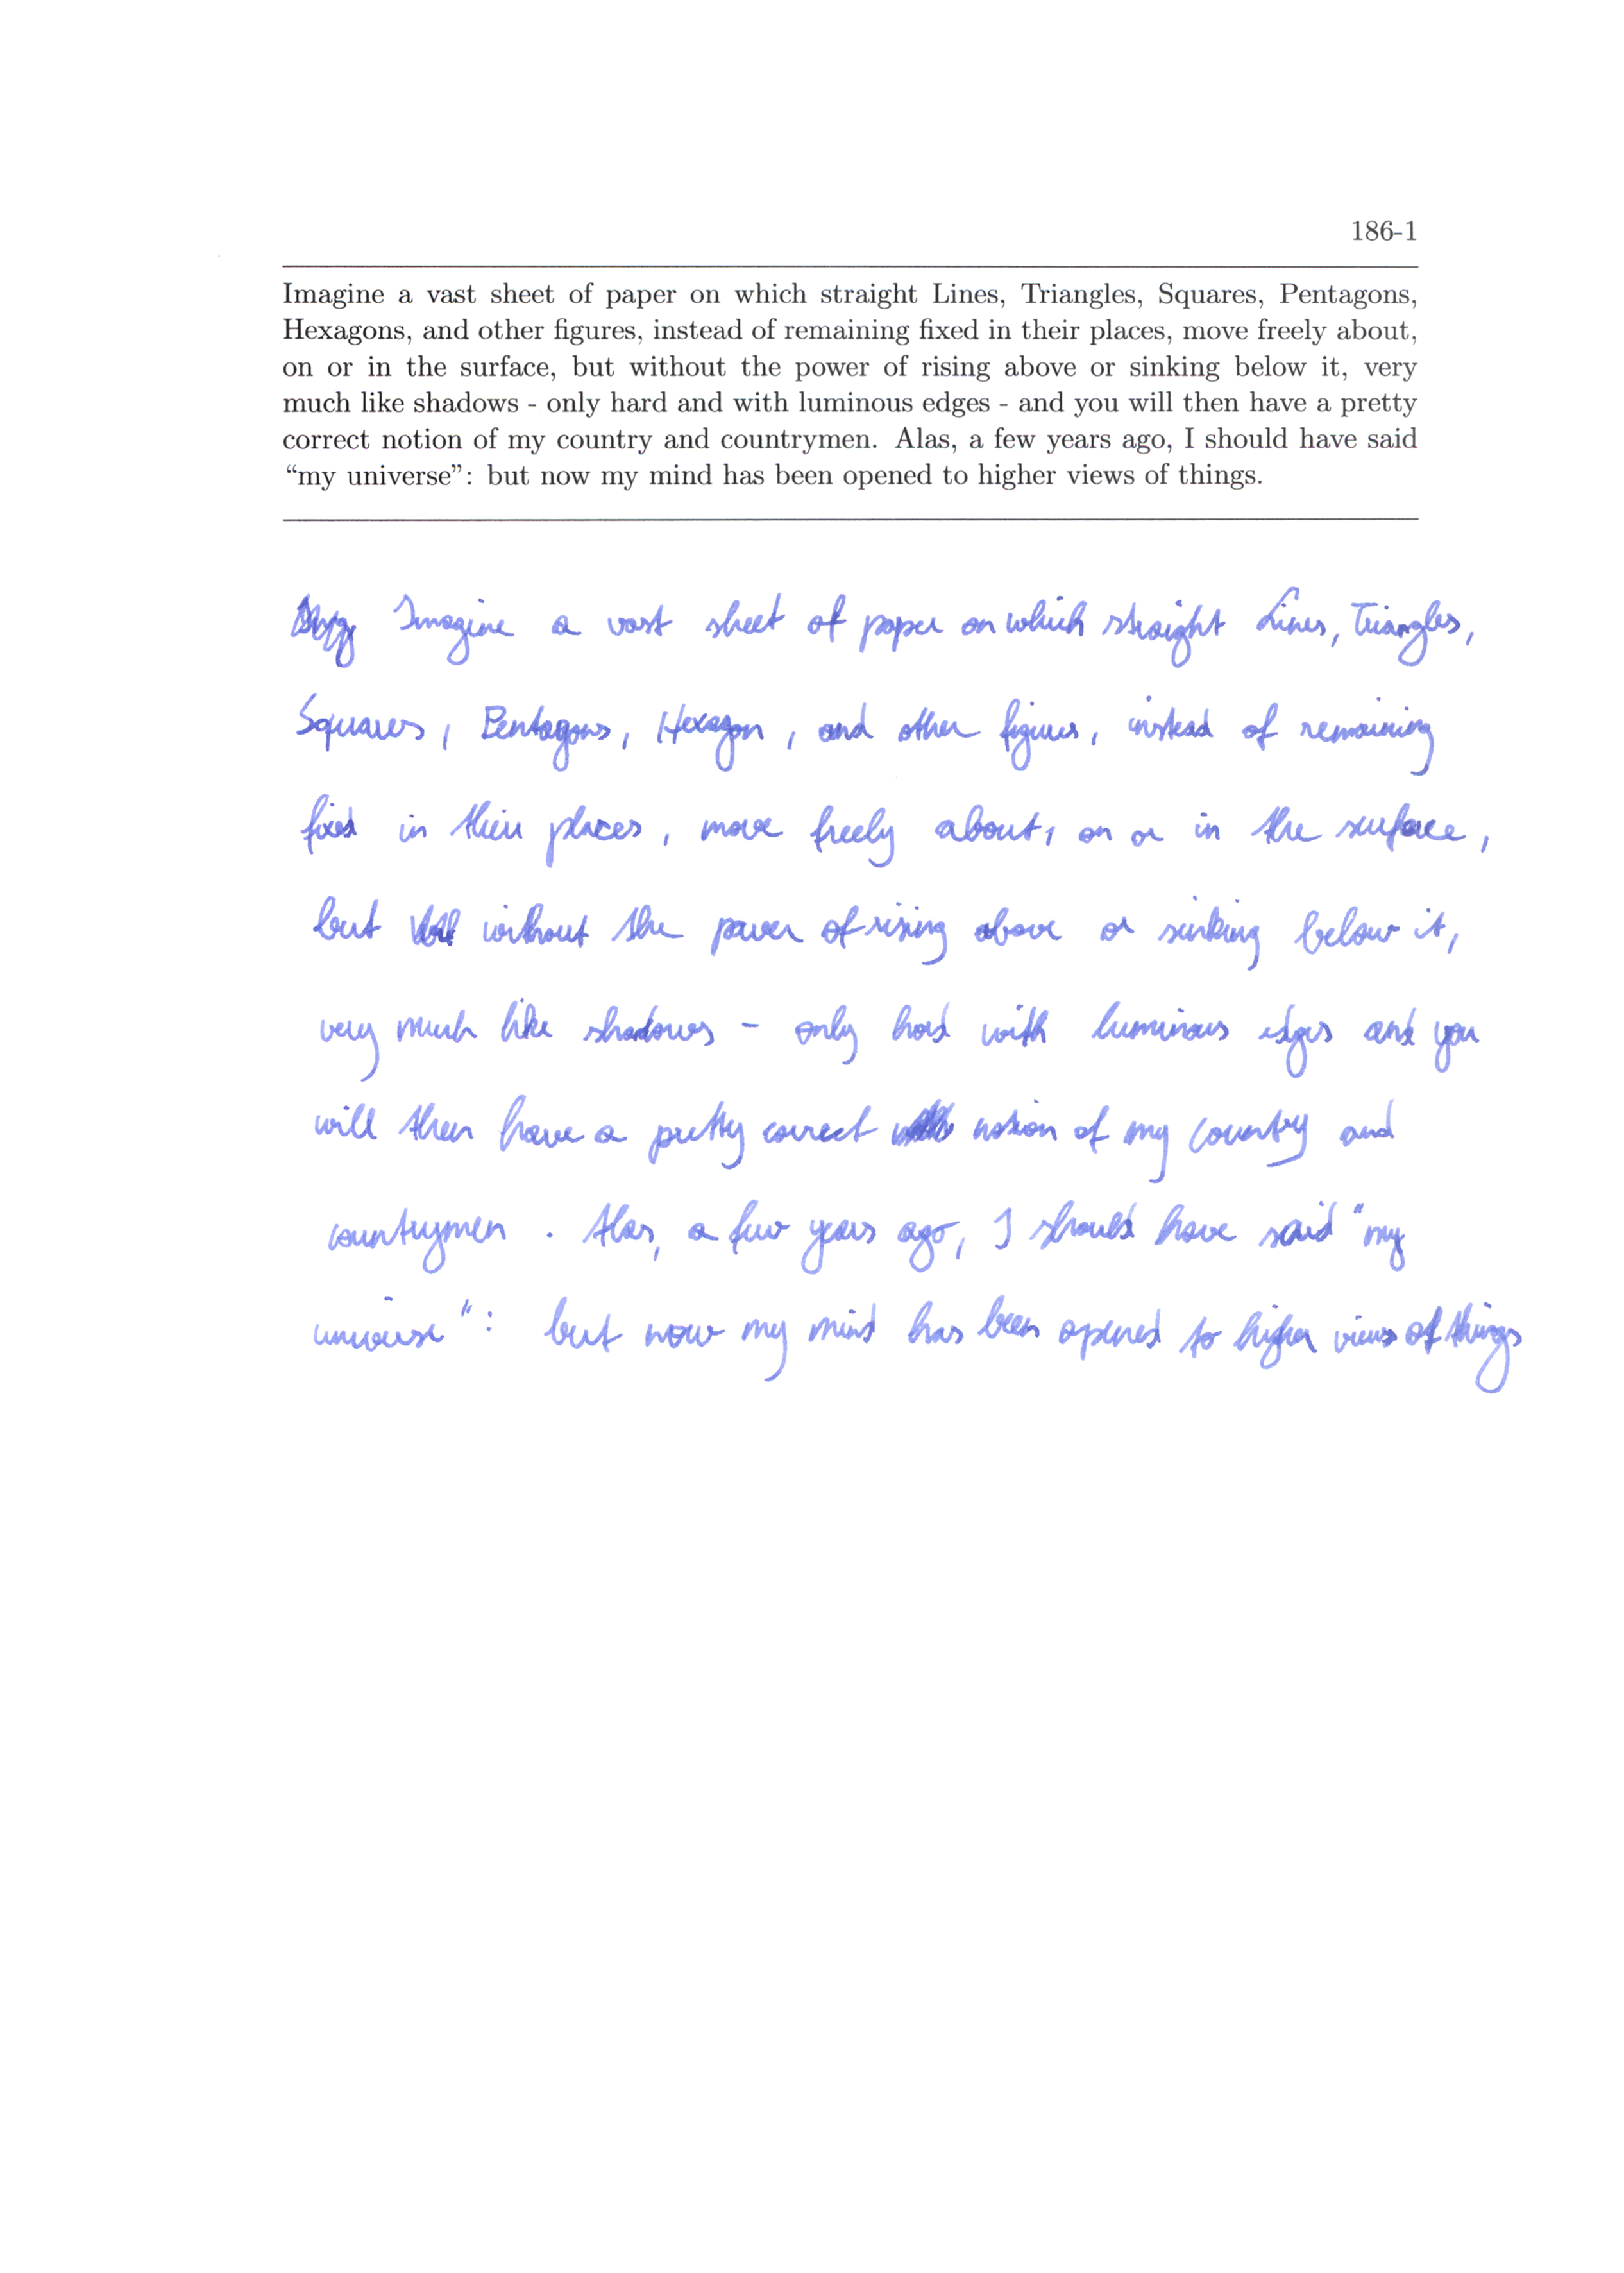 186-1
Imagine a vast sheet of paper on which straight Lines, Triangles, Squares, Pentagons,
Hexagons, and other figures, instead of remaining fixed in their places, move freely about,
on or in the surface, but without the power of rising above or sinking below it, very
much like shadows - only hard and with luminous edges - and you will then have a pretty
correct notion of my country and countrymen. Alas, a few years ago, I should have said
“my universe”: but now my mind has been opened to higher views of things.
Imagine a vast sheet of paper on which straight Lines, Triangles,
Squares, Pentagons, Hexagon, and other figures, instead of remaining
fixed in their places, move freely about, on or in the surface,
but without the power of rising above or sinking below it,
very much like shadows - only hard with luminous edges and you
will then have a pretty correct notion of my country and
countrymen. Alas, a few years ago, I should have said "my
universe": but now my mind has been opened to higher views of things